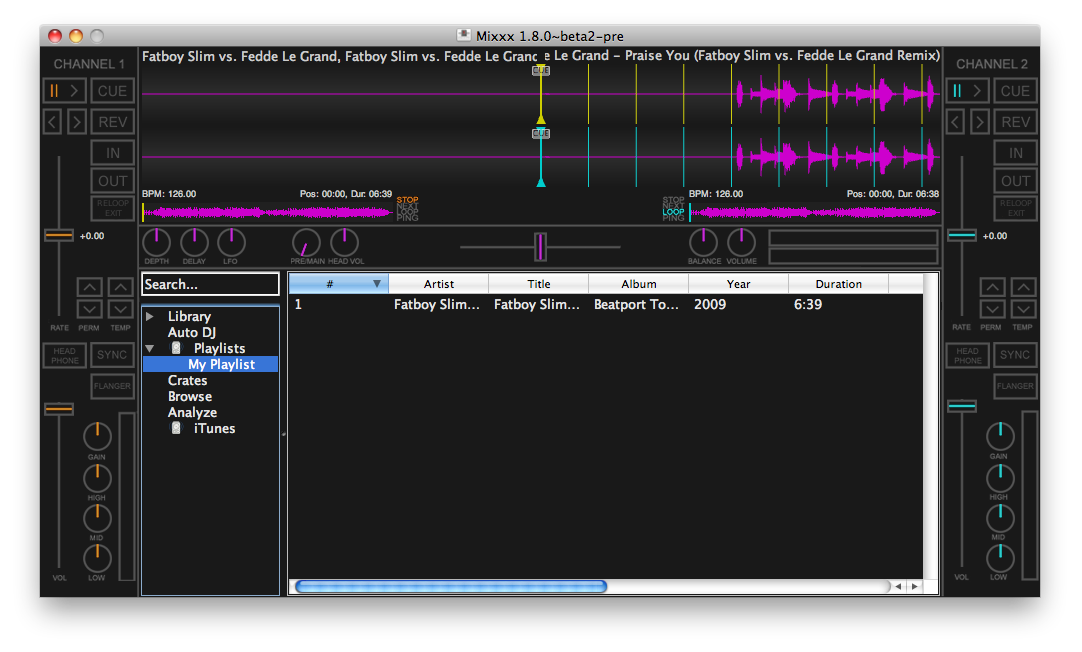 Mixxx 1.8.0~beta2-pre
CHANNEL 1
CUE
REV
IN
OUT
RELOOP
EXIT
+0.00
RATE PERM TEMP
HEAD
PHONE
SYNC
FLANGER
GAIN
HIGH
MID
LOW
VOL
Fatboy Slim vs. Fedde Le Grand, Fatboy Slim vs. Fedde Le Grand
e Le Grand - Praise You (Fatboy Slim vs. Fedde Le Grand Remix)
CUE
CUE
BPM: 126.00
Pos: 00:00, Dur: 06:39
STOP
NEXT
LOOP
PING
STOP
NEXT
LOOP
PING
BPM: 126.00
Pos: 00:00, Dur: 06:38
DEPTH DELAY LFO
PRE/MAIN HEAD VOL
BALANCE VOLUME
Search...
Library
Auto DJ
Playlists
My Playlist
Crates
Browse
Analyze
iTunes
# Artist Title Album Year Duration
1 Fatboy Slim... Fatboy Slim... Beatport To... 2009 6:39
CHANNEL 2
CUE
REV
IN
OUT
RELOOP
EXIT
+0.00
RATE PERM TEMP
HEAD
PHONE
SYNC
FLANGER
GAIN
HIGH
MID
LOW
VOL